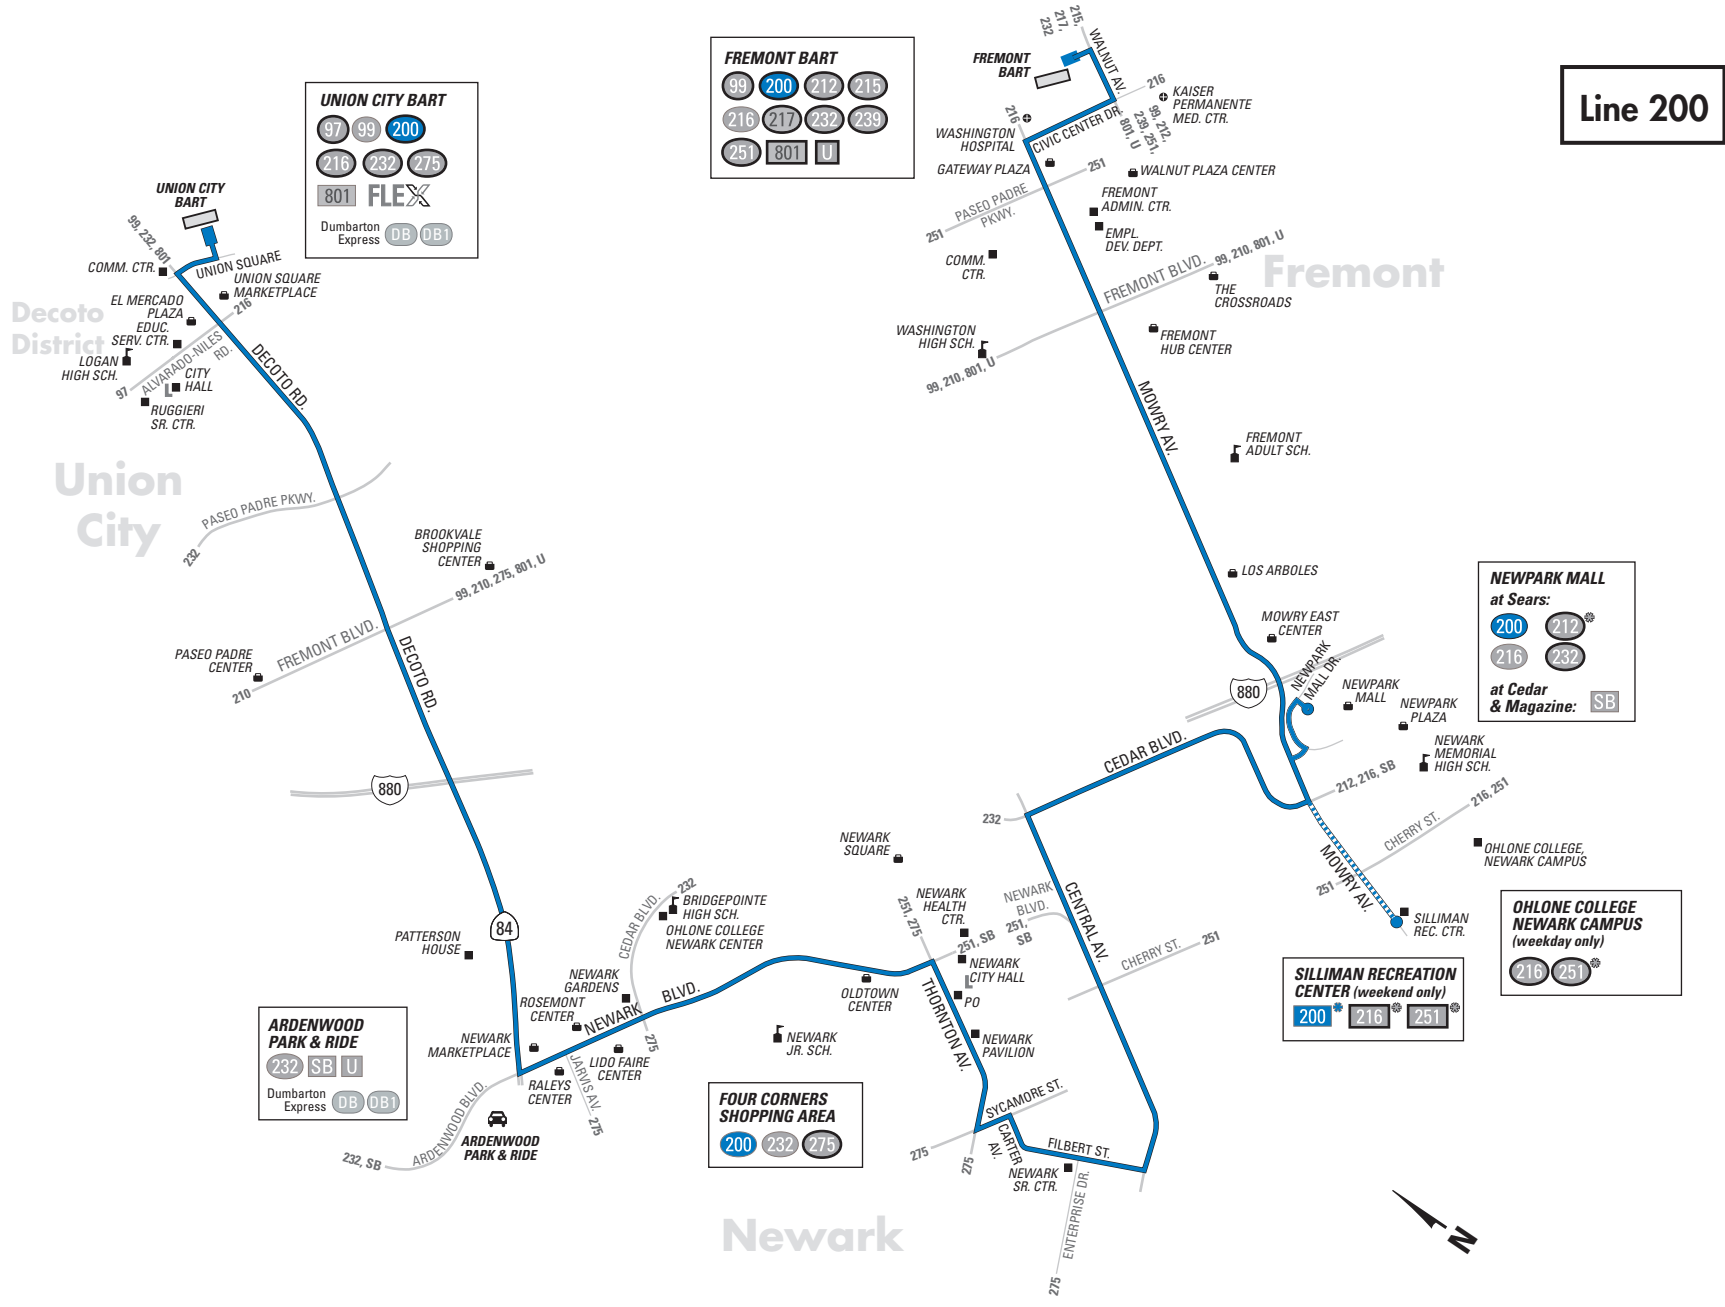 Line 200
UNION CITY BART
97 99 200
216 232 275
801 FLEX
Dumbarton
Express DB DB1
FREMONT BART
99 200 212 215
216 217 232 239
251 801 U
215,
217,
232
WALNUT AV.
FREMONT
BART
216
KAISER
PERMANENTE
MED. CTR.
99, 212,
239, 251,
801, U
216
WASHINGTON
HOSPITAL
CIVIC CENTER DR.
GATEWAY PLAZA
251
WALNUT PLAZA CENTER
PASEO PADRE
PKWY.
251
FREMONT
ADMIN. CTR.
EMPL.
DEV. DEPT.
COMM.
CTR.
FREMONT BLVD.
99, 210, 801, U
Fremont
THE
CROSSROADS
WASHINGTON
HIGH SCH.
FREMONT
HUB CENTER
99, 210, 801, U
MOWRY AV.
FREMONT
ADULT SCH.
LOS ARBOLES
MOWRY EAST
CENTER
880
NEWPARK
MALL DR.
NEWPARK
MALL
NEWPARK
PLAZA
NEWARK
MEMORIAL
HIGH SCH.
NEWPARK MALL
at Sears:
200 212
216 232
at Cedar
& Magazine: SB
UNION CITY
BART
99, 232, 801
COMM. CTR.
UNION SQUARE
UNION SQUARE
MARKETPLACE
EL MERCADO
PLAZA
216
Decoto
District
EDUC.
SERV. CTR.
LOGAN
HIGH SCH.
ALVARADO-NILES
RD.
97
CITY
HALL
L
RUGGIERI
SR. CTR.
DECOTO RD.
Union
City
PASEO PADRE PKWY.
232
BROOKVALE
SHOPPING
CENTER
99, 210, 275, 801, U
FREMONT BLVD.
PASEO PADRE
CENTER
210
DECOTO RD.
880
84
PATTERSON
HOUSE
CEDAR BLVD.
212, 216, SB
216, 251
CHERRY ST.
251
MOWRY AV.
OHLONE COLLEGE,
NEWARK CAMPUS
SILLIMAN
REC. CTR.
OHLONE COLLEGE
NEWARK CAMPUS
(weekday only)
216 251
SILLIMAN RECREATION
CENTER (weekend only)
200 216 251
232
NEWARK
SQUARE
CENTRAL AV.
NEWARK
BLVD.
251,
SB
CHERRY ST.
251
251, 275
NEWARK
HEALTH
CTR.
251, SB
NEWARK
CITY HALL
L
PO
NEWARK
PAVILION
THORNTON AV.
232
CEDAR BLVD.
BRIDGEPOINTE
HIGH SCH.
OHLONE COLLEGE
NEWARK CENTER
NEWARK
GARDENS
ROSEMONT
CENTER
NEWARK
BLVD.
OLDTOWN
CENTER
NEWARK
MARKETPLACE
LIDO FAIRE
CENTER
275
NEWARK
JR. SCH.
RALEYS
CENTER
JARVIS AV.
275
ARDENWOOD
PARK & RIDE
232 SB U
Dumbarton
Express DB DB1
ARDENWOOD BLVD.
232, SB
ARDENWOOD
PARK & RIDE
FOUR CORNERS
SHOPPING AREA
200 232 275
SYCAMORE ST.
CARTER
AV.
275
275
FILBERT ST.
NEWARK
SR. CTR.
ENTERPRISE DR.
275
Newark
N